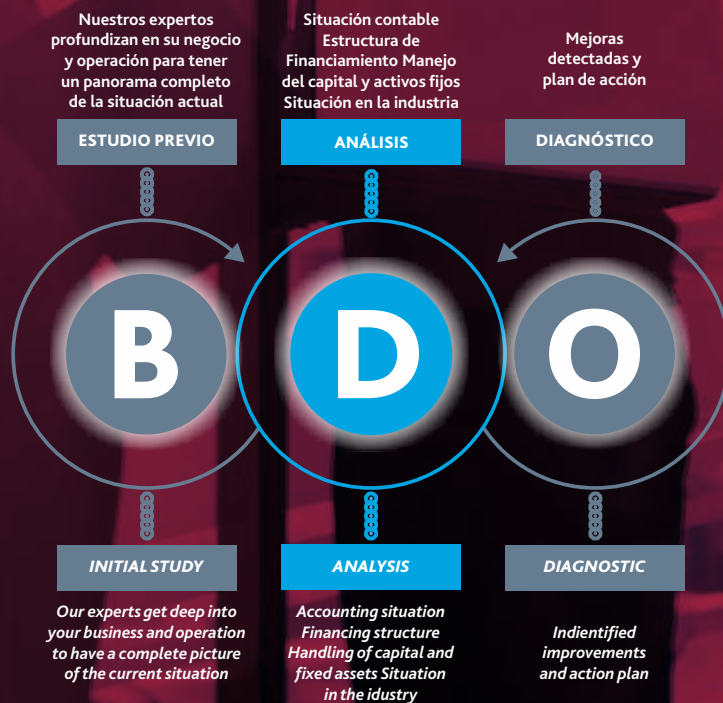 Nuestros expertos
profundizan en su negocio
y operación para tener
un panorama completo
de la situación actual
ESTUDIO PREVIO
Situación contable
Estructura de
Financiamiento Manejo
del capital y activos fijos
Situación en la industria
ANÁLISIS
Mejoras
detectadas y
plan de acción
DIAGNÓSTICO
B
D
O
INITIAL STUDY
Our experts get deep into
your business and operation
to have a complete picture
of the current situation
ANALYSIS
Accounting situation
Financing structure
Handling of capital and
fixed assets Situation
in the idustry
DIAGNOSTIC
Indientified
improvements
and action plan